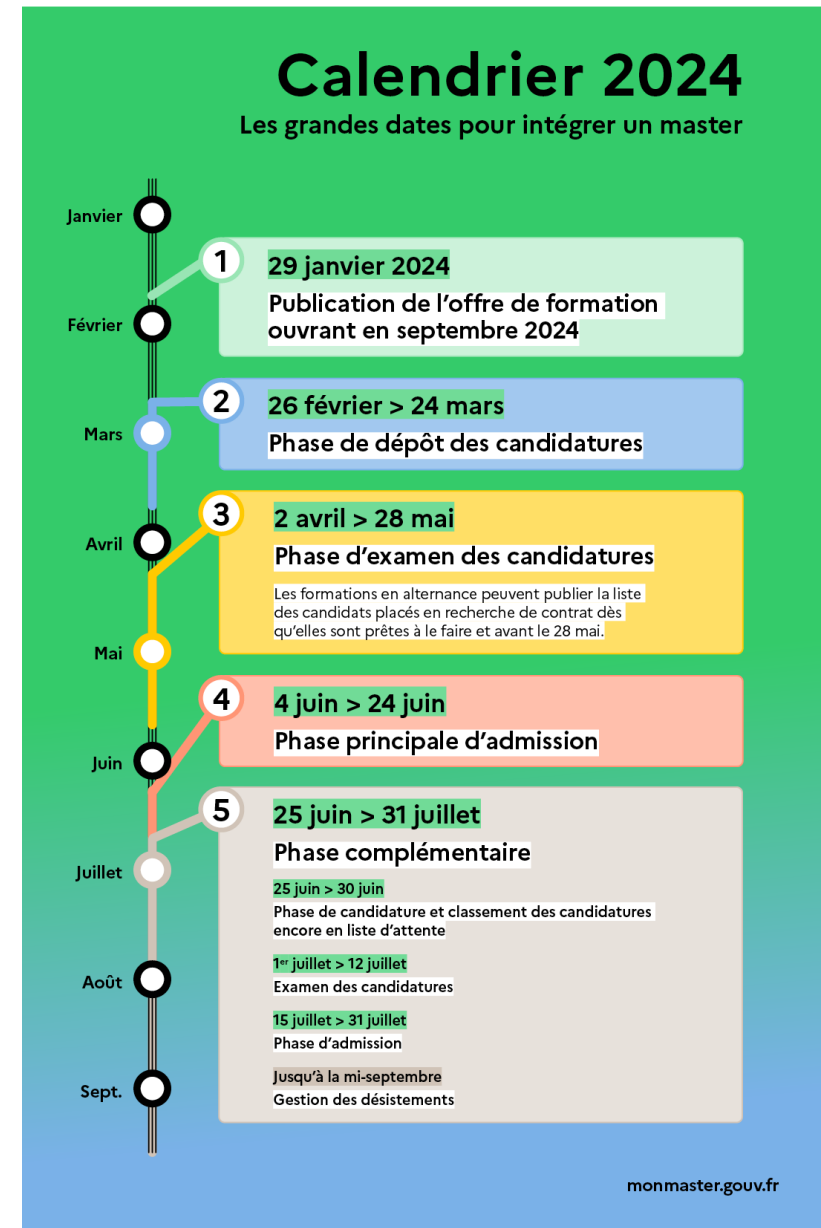 Calendrier 2024
Les grandes dates pour intégrer un master
Janvier
1
29 janvier 2024
Publication de l’offre de formation
ouvrant en septembre 2024
Février
2
26 février > 24 mars
Phase de dépôt des candidatures
Mars
3
2 avril > 28 mai
Phase d’examen des candidatures
Les formations en alternance peuvent publier la liste
des candidats placés en recherche de contrat dès
qu’elles sont prêtes à le faire et avant le 28 mai.
Avril
Mai
4
4 juin > 24 juin
Phase principale d’admission
Juin
5
25 juin > 31 juillet
Phase complémentaire
25 juin > 30 juin
Phase de candidature et classement des candidatures
encore en liste d’attente
1er juillet > 12 juillet
Examen des candidatures
15 juillet > 31 juillet
Phase d’admission
Jusqu’à la mi-septembre
Gestion des désistements
Juillet
Août
Sept.
monmaster.gouv.fr